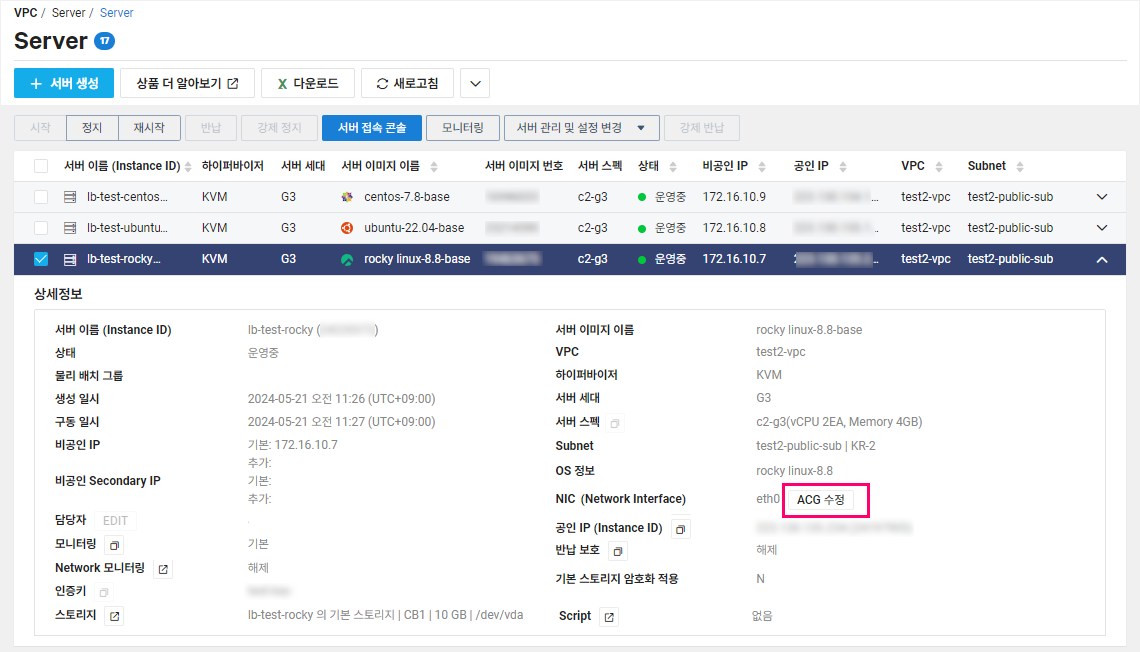 VPC / Server / Server
Server 17
+ 서버 생성 상품 더 알아보기 X 다운로드 새로고침
시작 정지 재시작 반납 강제 정지 서버 접속 콘솔 모니터링 서버 관리 및 설정 변경 강제 반납
서버 이름 (Instance ID) 하이퍼바이저 서버 세대 서버 이미지 이름 서버 이미지 번호 서버 스펙 상태 비공인 IP 공인 IP VPC Subnet
lb-test-centos... KVM G3 centos-7.8-base c2-g3 운영중 172.16.10.9 ... test2-vpc test2-public-sub
lb-test-ubuntu... KVM G3 ubuntu-22.04-base c2-g3 운영중 172.16.10.8 ... test2-vpc test2-public-sub
lb-test-rocky... KVM G3 rocky linux-8.8-base c2-g3 운영중 172.16.10.7 ... test2-vpc test2-public-sub
상세정보
서버 이름 (Instance ID) lb-test-rocky ( ) 서버 이미지 이름 rocky linux-8.8-base
상태 운영중 VPC test2-vpc
물리 배치 그룹 하이퍼바이저 KVM
생성 일시 2024-05-21 오전 11:26 (UTC+09:00) 서버 세대 G3
구동 일시 2024-05-21 오전 11:27 (UTC+09:00) 서버 스펙 c2-g3(vCPU 2EA, Memory 4GB)
비공인 IP 기본: 172.16.10.7 Subnet test2-public-sub | KR-2
추가: OS 정보 rocky linux-8.8
비공인 Secondary IP 기본:
추가: NIC (Network Interface) eth0 ACG 수정
담당자 EDIT 공인 IP (Instance ID)
모니터링 기본 반납 보호 해제
Network 모니터링 해제 기본 스토리지 암호화 적용 N
인증키
스토리지 lb-test-rocky 의 기본 스토리지 | CB1 | 10 GB | /dev/vda Script 없음